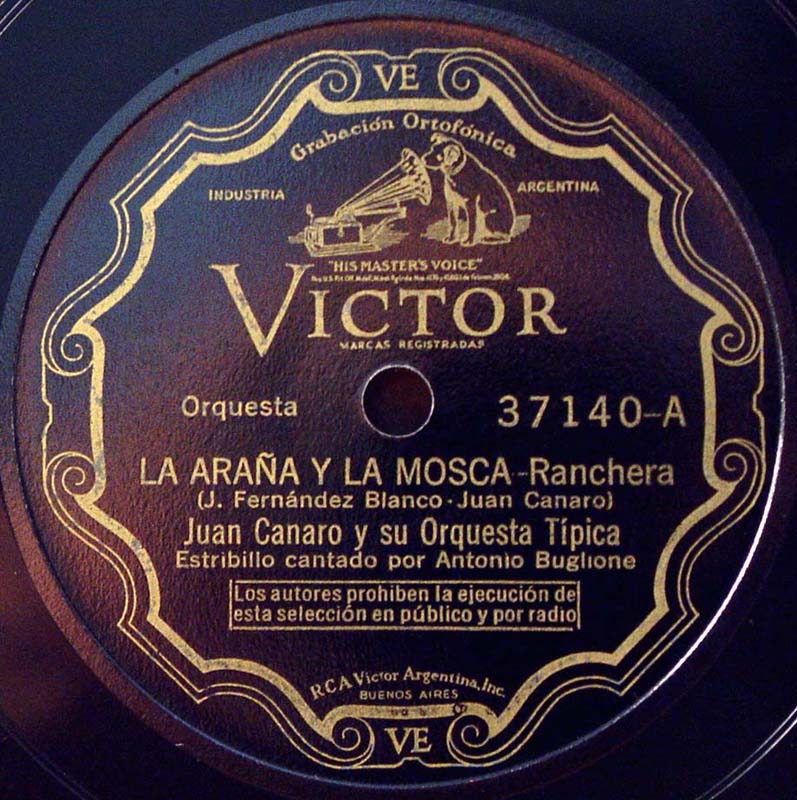 VE
Grabación Ortofónica
INDUSTRIA
ARGENTINA
"HIS MASTER'S VOICE"
VICTOR
MARCAS REGISTRADAS
Orquesta
37140-A
LA ARAÑA Y LA MOSCA-Ranchera
(J. Fernández Blanco-Juan Canaro)
Juan Canaro y su Orquesta Típica
Estribillo cantado por Antonio Buglione
Los autores prohiben la ejecución de
esta selección en público y por radio
RCA Victor Argentina, Inc.
BUENOS AIRES
VE